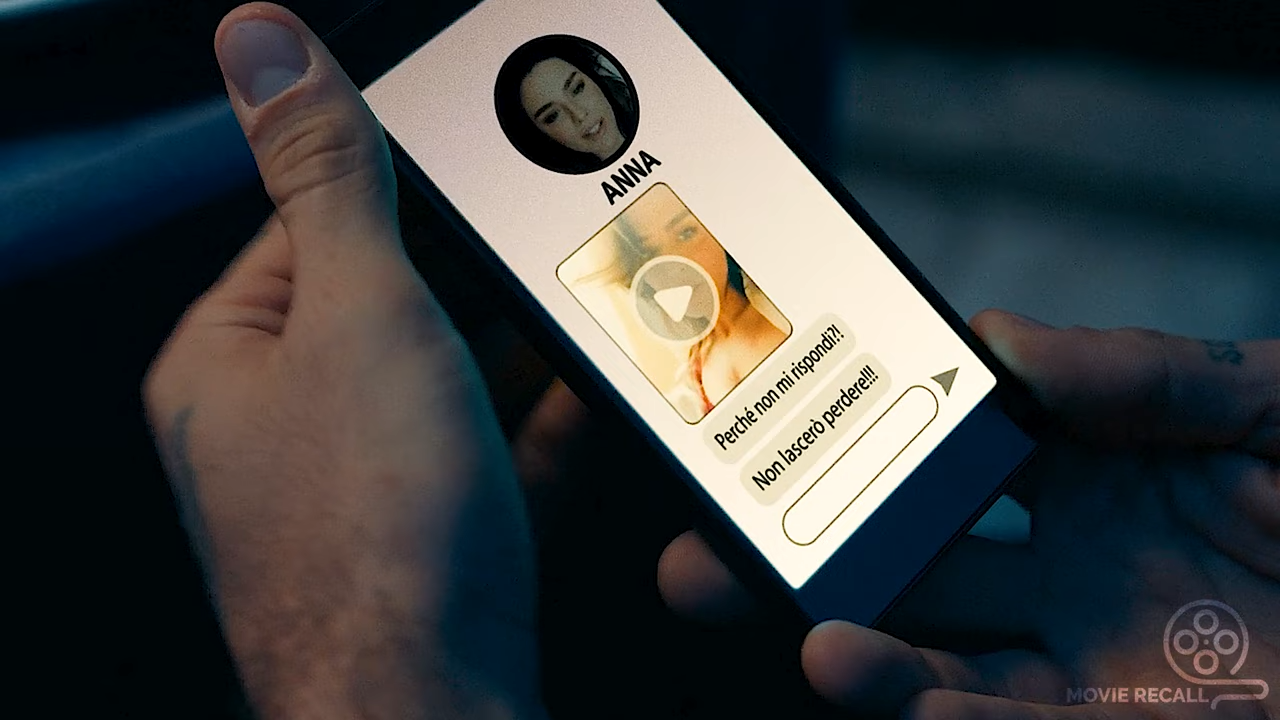 ANNA
Perché non mi rispondi?!
Non lascerò perdere!!!
MOVIE RECALL